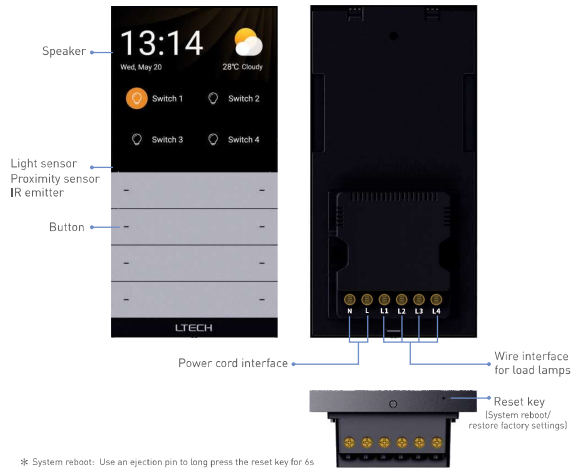 13:14
Wed, May 20
28℃ Cloudy
Switch 1
Switch 2
Switch 3
Switch 4
LTECH
Speaker
Light sensor
Proximity sensor
IR emitter
Button
N L L1 L2 L3 L4
Power cord interface
Wire interface
for load lamps
Reset key
(System reboot/
restore factory settings)
✳ System reboot: Use an ejection pin to long press the reset key for 6s